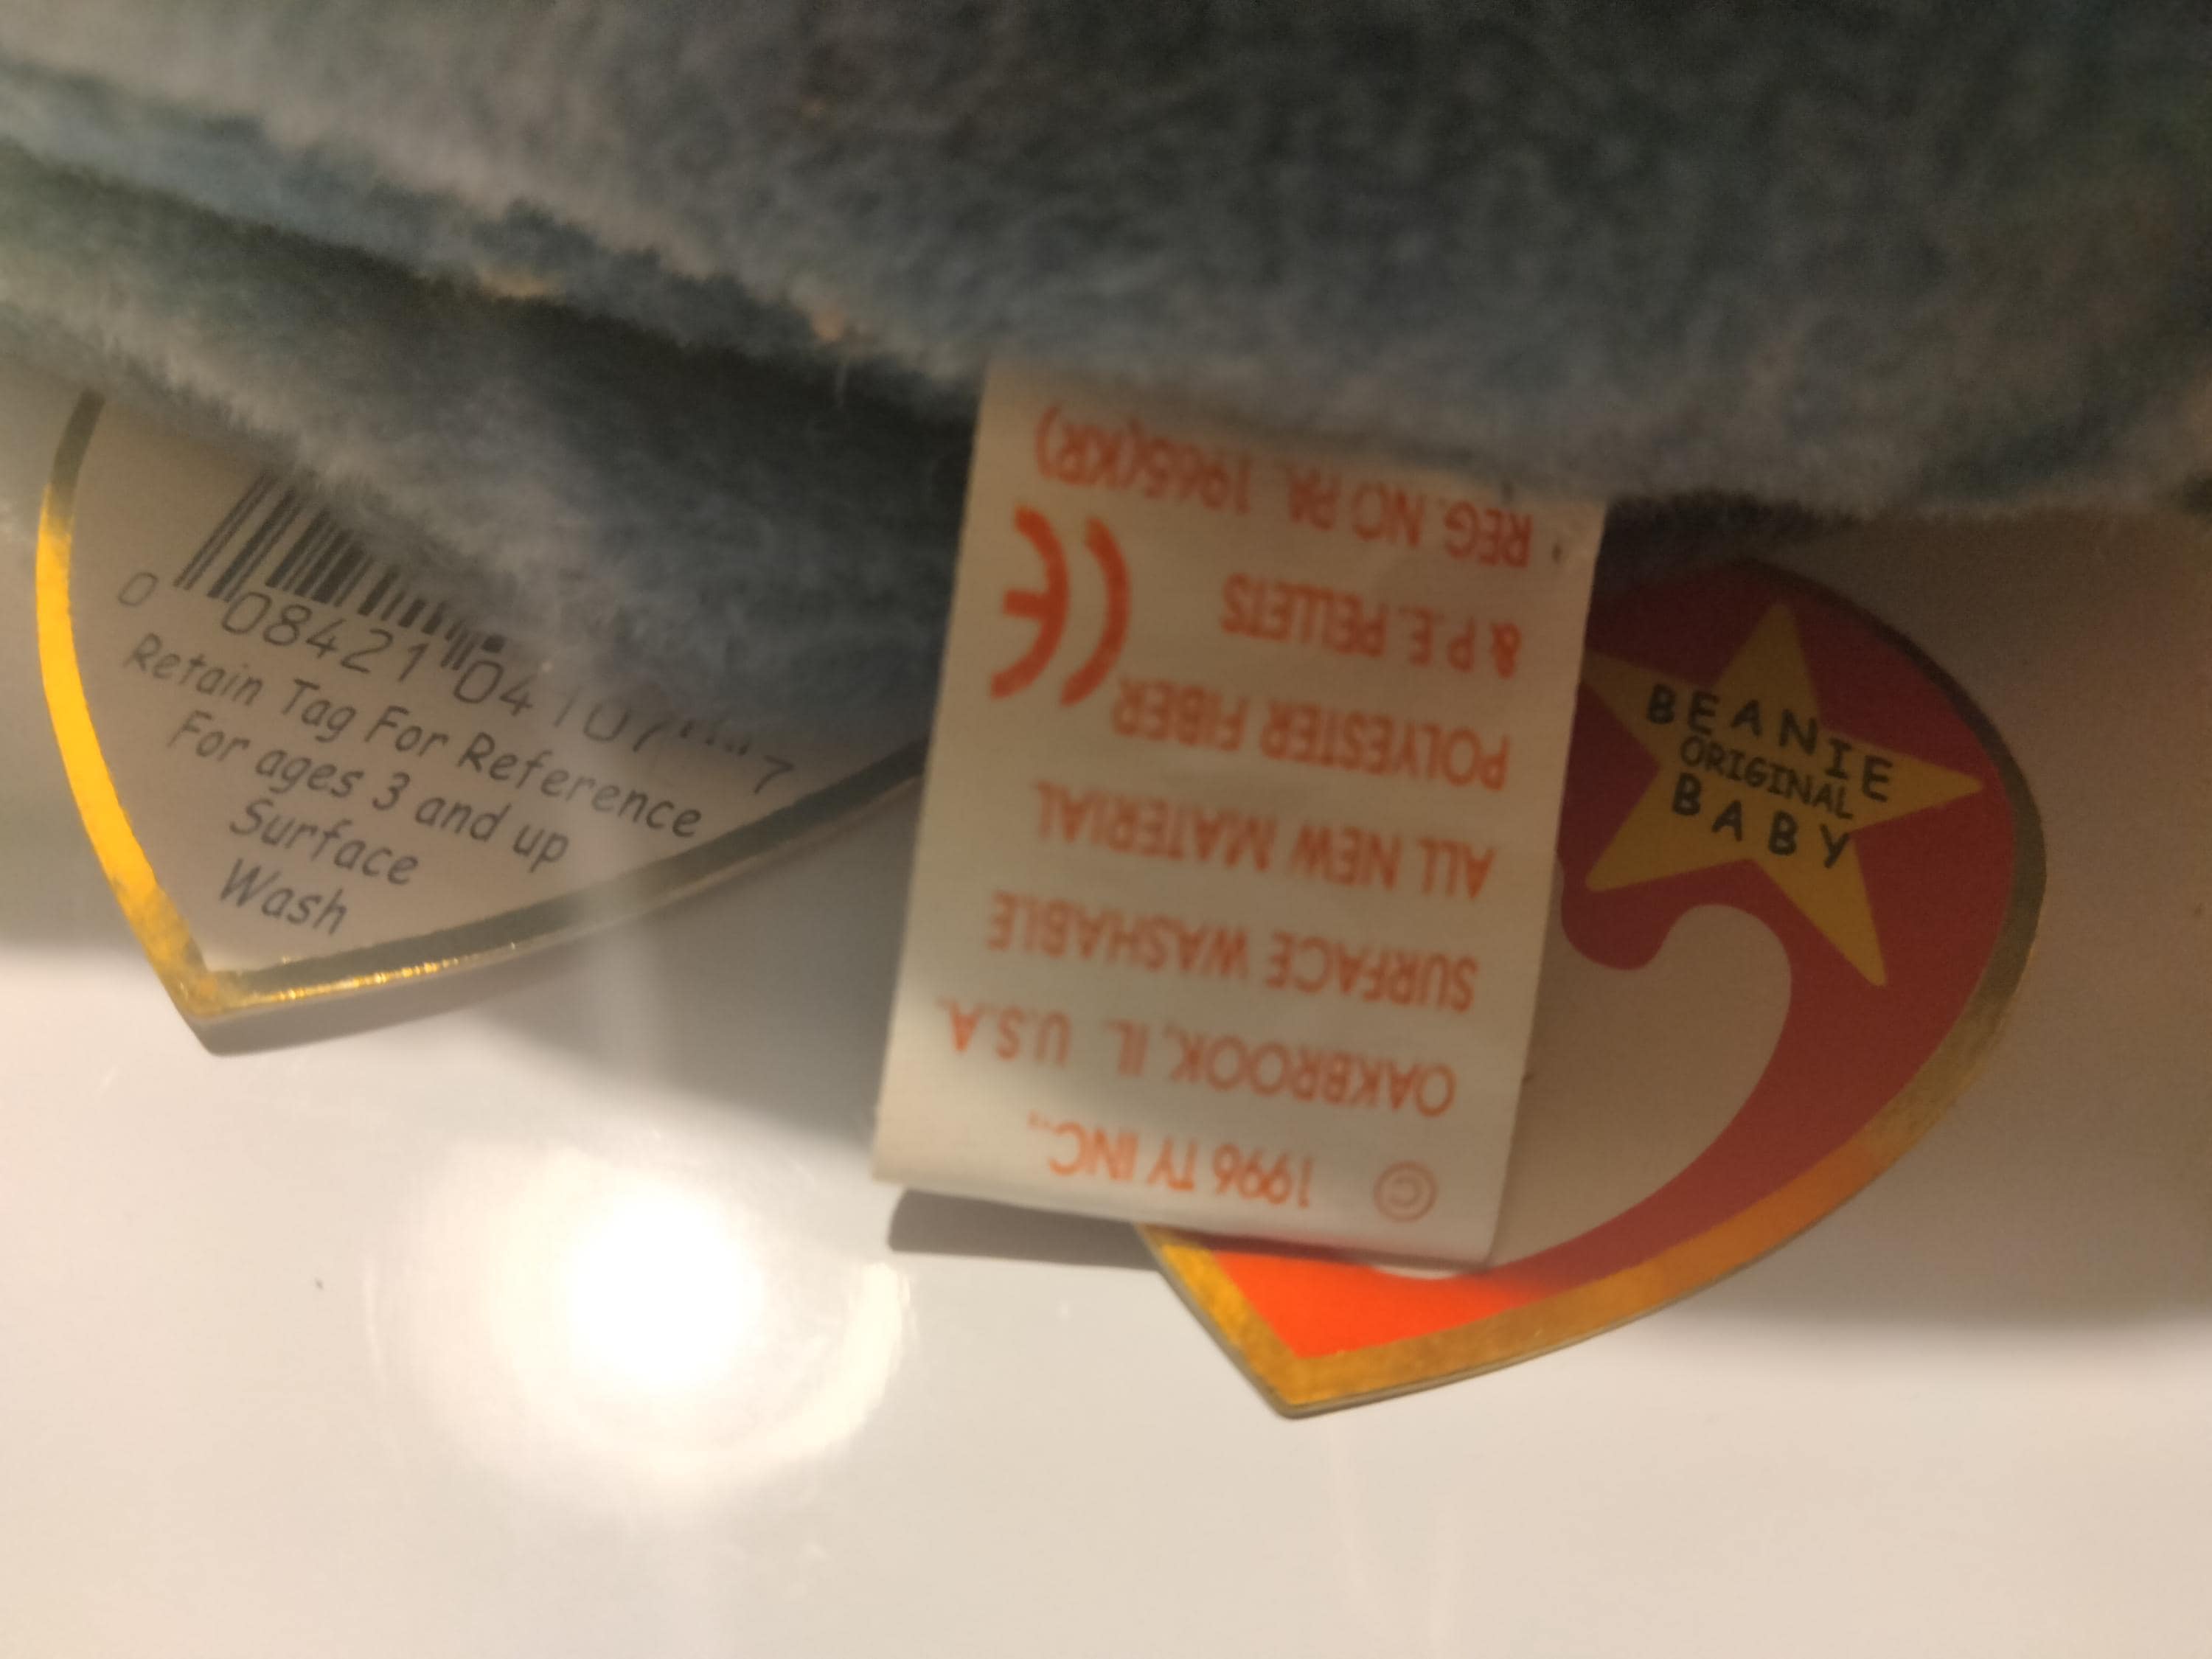 0 08421 04107 7
Retain Tag For Reference
For ages 3 and up
Surface
Wash
© 1996 TY INC.,
OAKBROOK, IL. U.S.A.
SURFACE WASHABLE
ALL NEW MATERIAL
POLYESTER FIBER
& P.E. PELLETS
CE
REG. NO PA. 1965(KR)
BEANIE
ORIGINAL
BABY